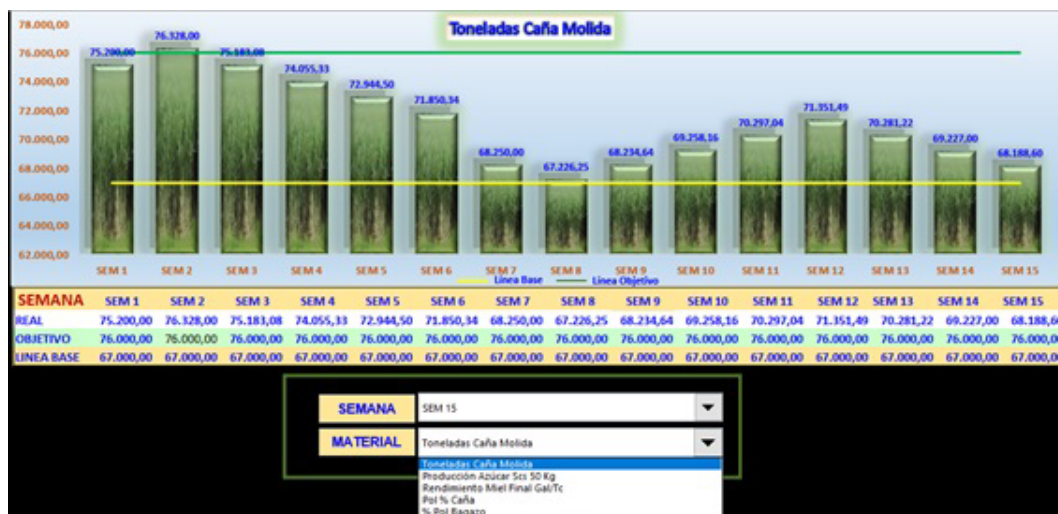 Toneladas Caña Molida
78.000,00
76.000,00
74.000,00
72.000,00
70.000,00
68.000,00
66.000,00
64.000,00
62.000,00
75.200,00
76.328,00
75.183,08
74.055,33
72.944,50
71.850,34
68.250,00
67.226,25
68.234,64
69.258,16
70.297,04
71.351,49
70.281,22
69.227,00
68.188,60
SEM 1 SEM 2 SEM 3 SEM 4 SEM 5 SEM 6 SEM 7 SEM 8 SEM 9 SEM 10 SEM 11 SEM 12 SEM 13 SEM 14 SEM 15
Linea Base Linea Objetivo
SEMANA SEM 1 SEM 2 SEM 3 SEM 4 SEM 5 SEM 6 SEM 7 SEM 8 SEM 9 SEM 10 SEM 11 SEM 12 SEM 13 SEM 14 SEM 15
REAL 75.200,00 76.328,00 75.183,08 74.055,33 72.944,50 71.850,34 68.250,00 67.226,25 68.234,64 69.258,16 70.297,04 71.351,49 70.281,22 69.227,00 68.188,6
OBJETIVO 76.000,00 76.000,00 76.000,00 76.000,00 76.000,00 76.000,00 76.000,00 76.000,00 76.000,00 76.000,00 76.000,00 76.000,00 76.000,00 76.000,00 76.000,0
LINEA BASE 67.000,00 67.000,00 67.000,00 67.000,00 67.000,00 67.000,00 67.000,00 67.000,00 67.000,00 67.000,00 67.000,00 67.000,00 67.000,00 67.000,00 67.000,0
SEMANA SEM 15
MATERIAL Toneladas Caña Molida
Toneladas Caña Molida
Producción Azúcar Scs 50 Kg
Rendimiento Miel Final Gal/Tc
Pol % Caña
% Pol Bagazo